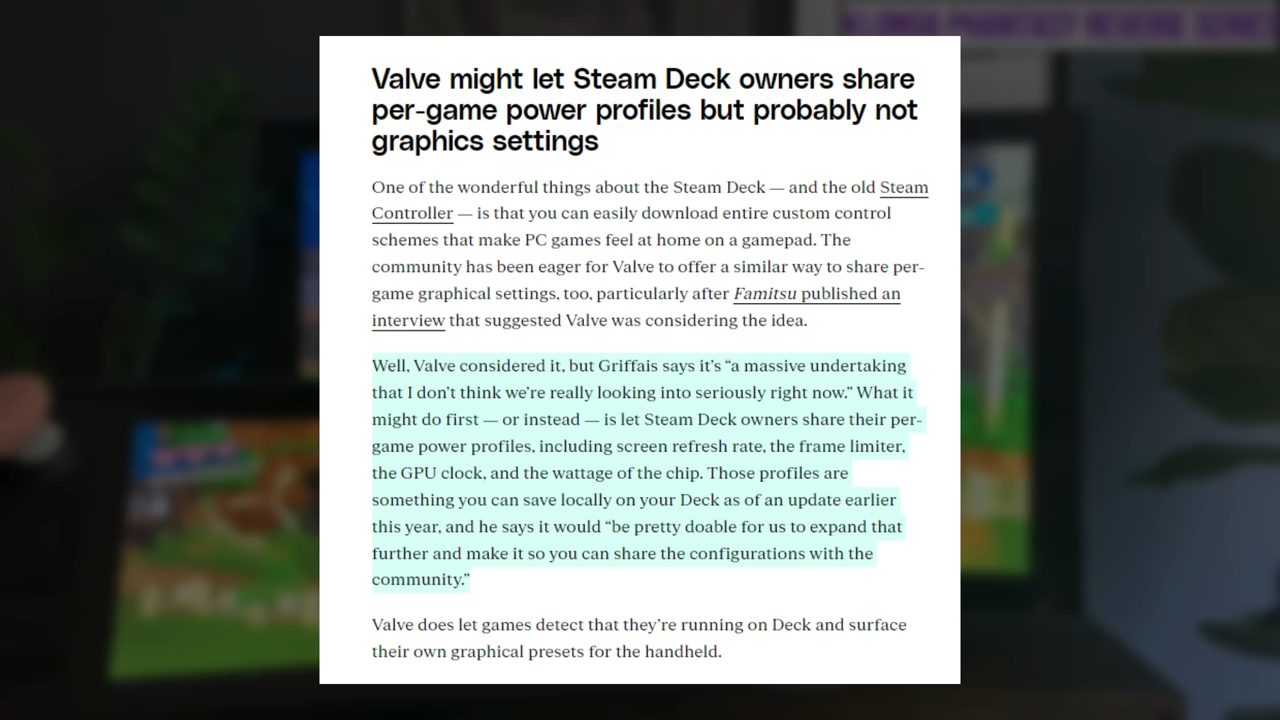 Valve might let Steam Deck owners share
per-game power profiles but probably not
graphics settings
One of the wonderful things about the Steam Deck — and the old Steam
Controller — is that you can easily download entire custom control
schemes that make PC games feel at home on a gamepad. The
community has been eager for Valve to offer a similar way to share per-
game graphical settings, too, particularly after Famitsu published an
interview that suggested Valve was considering the idea.
Well, Valve considered it, but Griffais says it’s “a massive undertaking
that I don’t think we’re really looking into seriously right now.” What it
might do first — or instead — is let Steam Deck owners share their per-
game power profiles, including screen refresh rate, the frame limiter,
the GPU clock, and the wattage of the chip. Those profiles are
something you can save locally on your Deck as of an update earlier
this year, and he says it would “be pretty doable for us to expand that
further and make it so you can share the configurations with the
community.”
Valve does let games detect that they’re running on Deck and surface
their own graphical presets for the handheld.